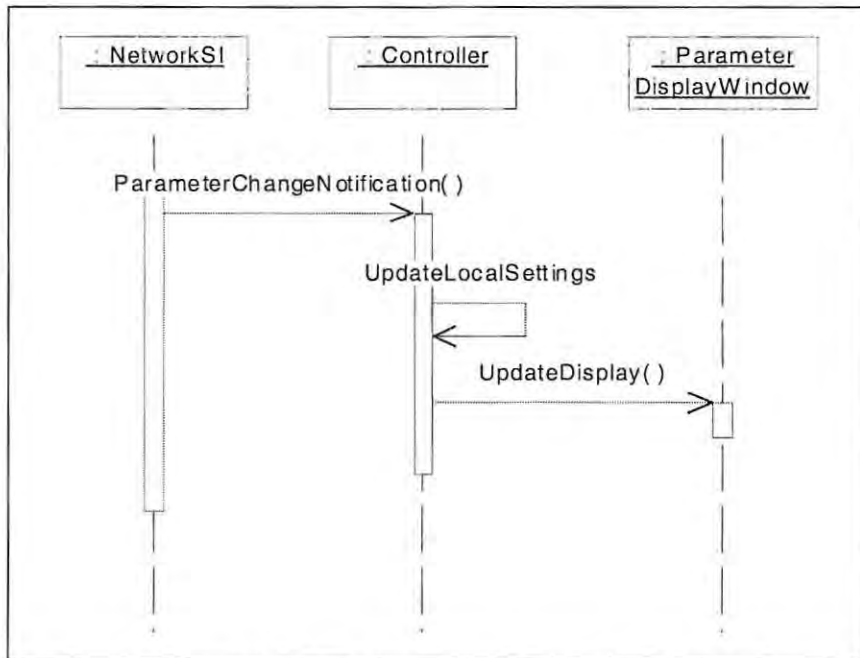 : NetworkSI
: Controller
: Parameter
DisplayWindow
ParameterChangeNotification()
UpdateLocalSettings
UpdateDisplay()